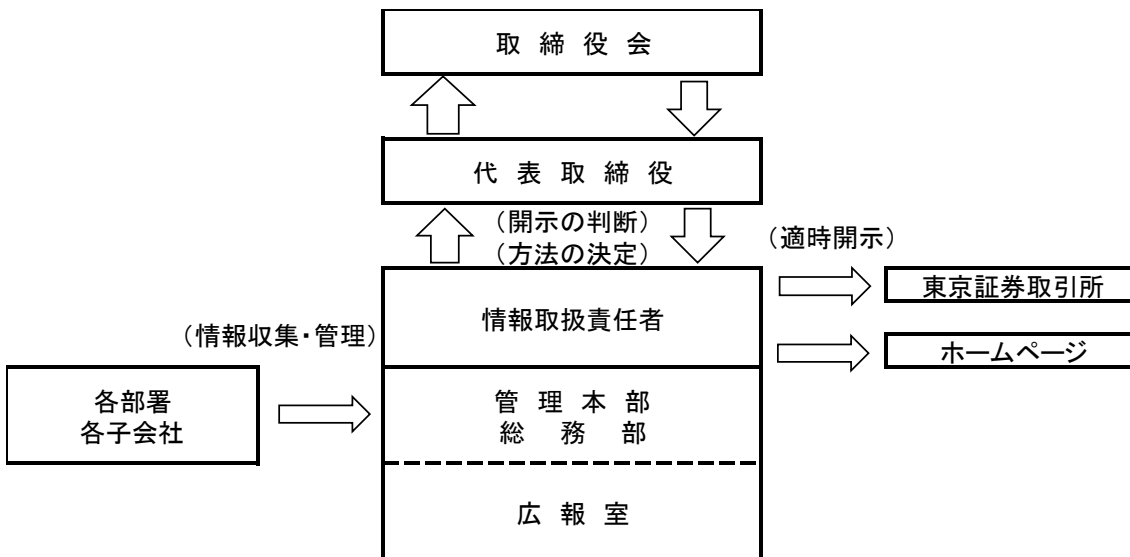 取締役会
代表取締役
（開示の判断）
（方法の決定）
（適時開示）
情報取扱責任者
東京証券取引所
ホームページ
（情報収集・管理）
各部署
各子会社
管理本部
総務部
広報室